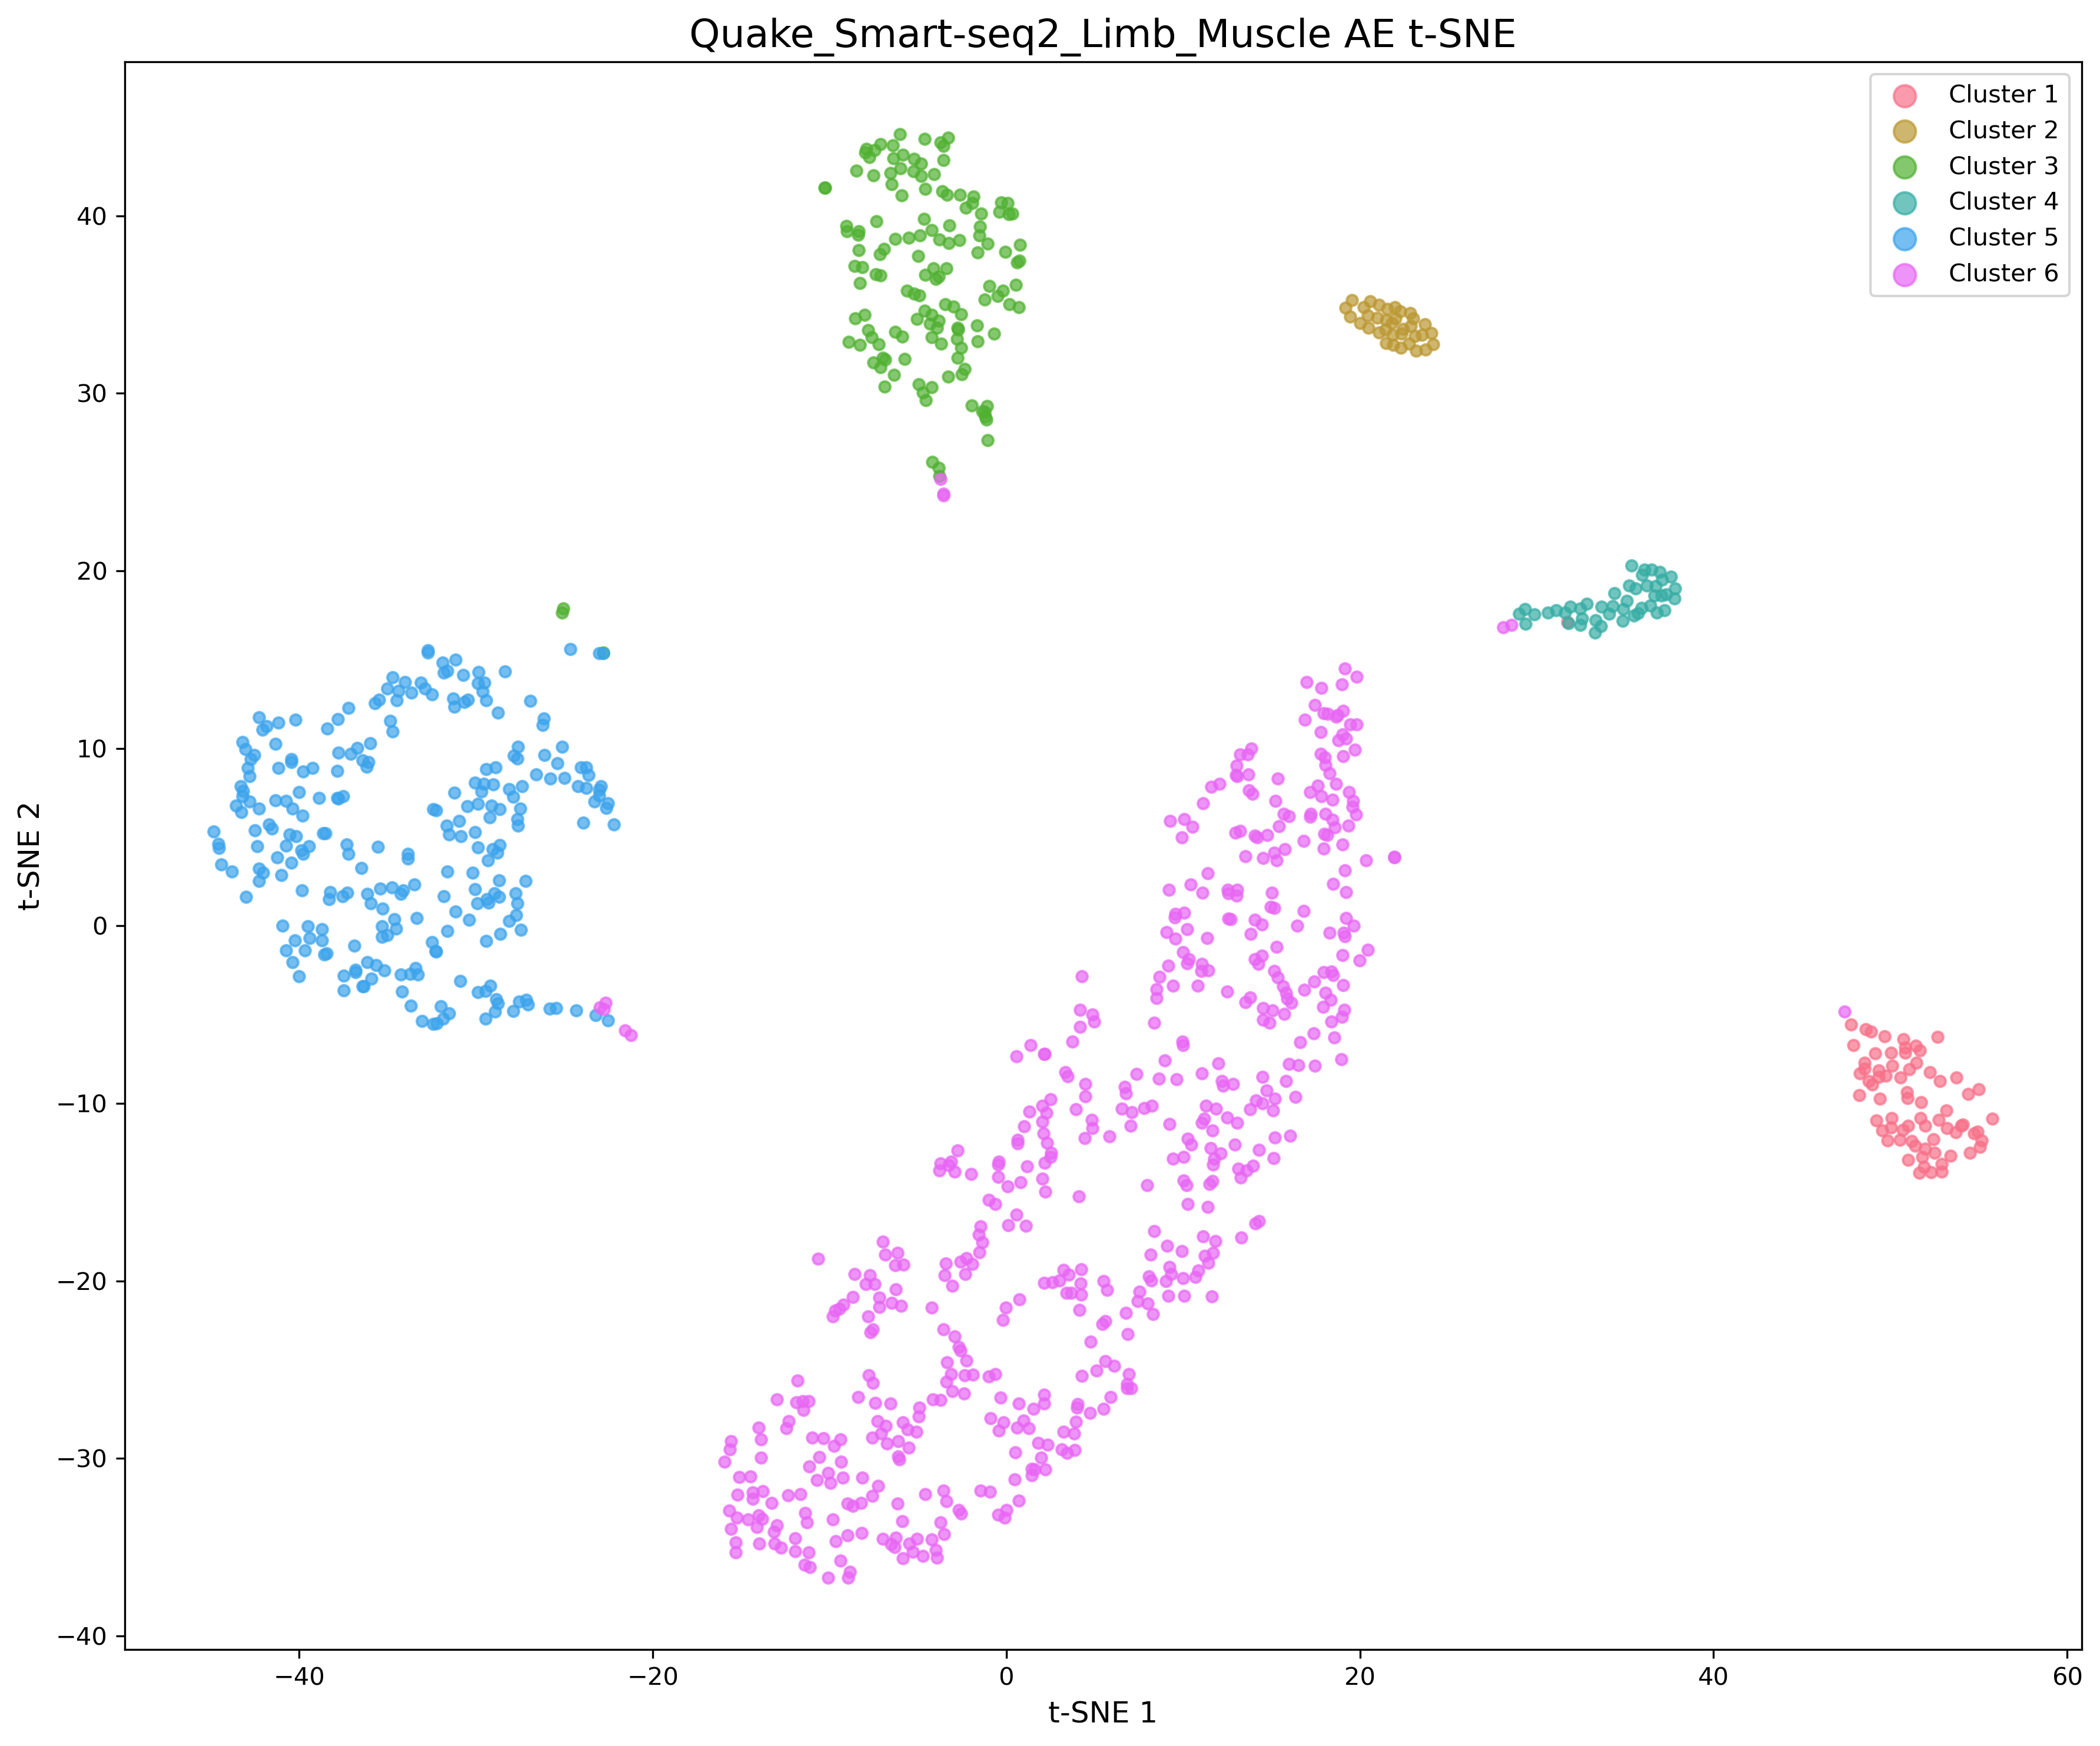 Quake_Smart-seq2_Limb_Muscle AE t-SNE
Cluster 1
Cluster 2
Cluster 3
Cluster 4
Cluster 5
Cluster 6
40
30
20
10
0
−10
−20
−30
−40
t-SNE 2
−40 −20 0 20 40 60
t-SNE 1